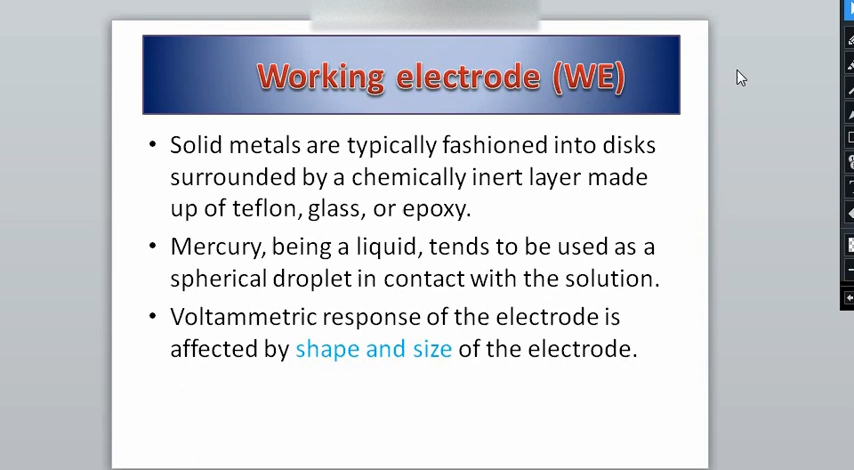 Working electrode (WE)
• Solid metals are typically fashioned into disks
surrounded by a chemically inert layer made
up of teflon, glass, or epoxy.
• Mercury, being a liquid, tends to be used as a
spherical droplet in contact with the solution.
• Voltammetric response of the electrode is
affected by shape and size of the electrode.